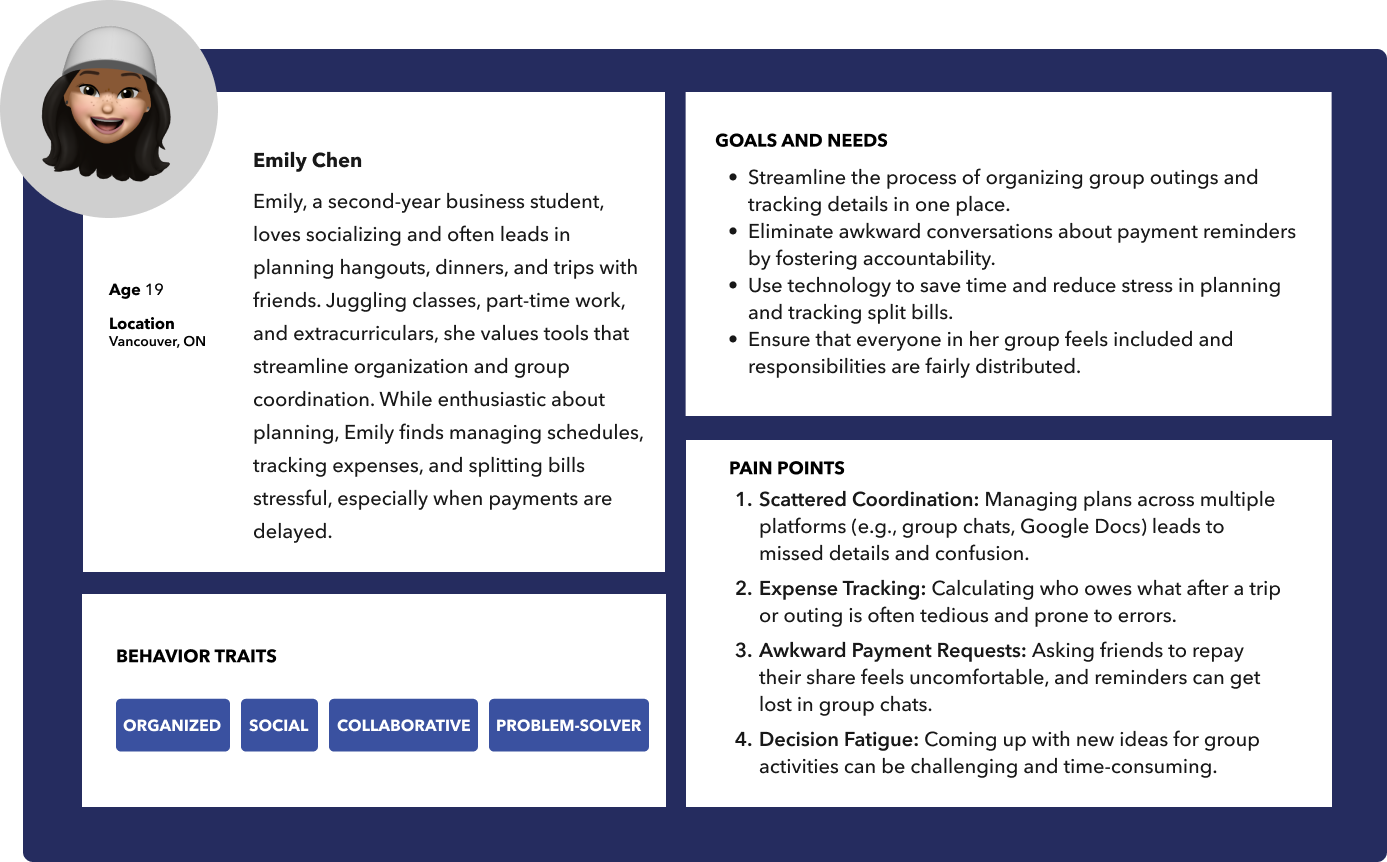 Emily Chen
Emily, a second-year business student,
loves socializing and often leads in
planning hangouts, dinners, and trips with
friends. Juggling classes, part-time work,
and extracurriculars, she values tools that
streamline organization and group
coordination. While enthusiastic about
planning, Emily finds managing schedules,
tracking expenses, and splitting bills
stressful, especially when payments are
delayed.
Age 19
Location
Vancouver, ON
BEHAVIOR TRAITS
ORGANIZED
SOCIAL
COLLABORATIVE
PROBLEM-SOLVER
GOALS AND NEEDS
• Streamline the process of organizing group outings and
tracking details in one place.
• Eliminate awkward conversations about payment reminders
by fostering accountability.
• Use technology to save time and reduce stress in planning
and tracking split bills.
• Ensure that everyone in her group feels included and
responsibilities are fairly distributed.
PAIN POINTS
1. Scattered Coordination: Managing plans across multiple
platforms (e.g., group chats, Google Docs) leads to
missed details and confusion.
2. Expense Tracking: Calculating who owes what after a trip
or outing is often tedious and prone to errors.
3. Awkward Payment Requests: Asking friends to repay
their share feels uncomfortable, and reminders can get
lost in group chats.
4. Decision Fatigue: Coming up with new ideas for group
activities can be challenging and time-consuming.